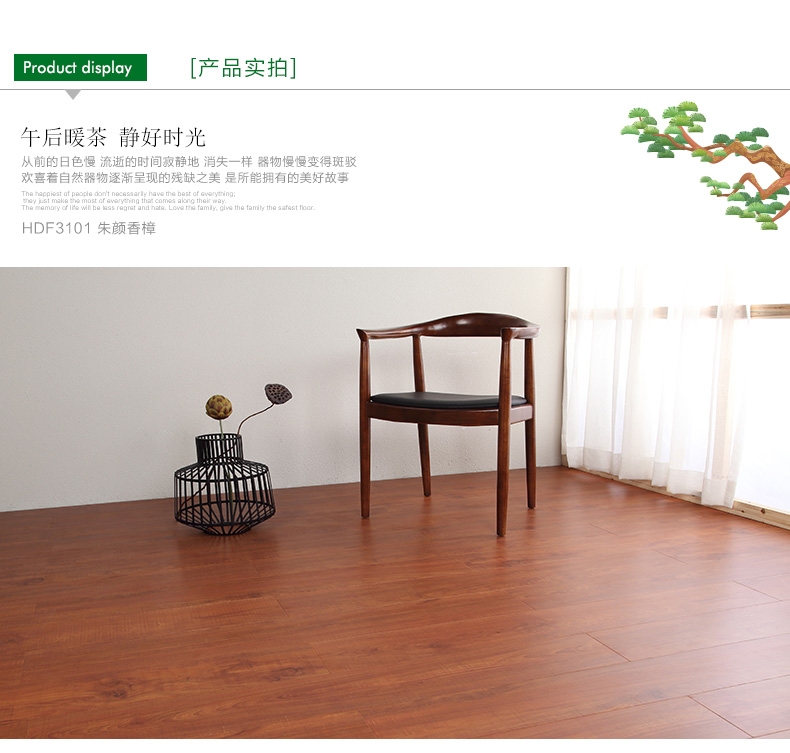 Product display
[产品实拍]
午后暖茶 静好时光
从前的日色慢 流逝的时间寂静地 消失一样 器物慢慢变得斑驳
欢喜着自然器物逐渐呈现的残缺之美 是所能拥有的美好故事
The happiest of people don't necessarily have the best of everything;
they just make the most of everything that comes along their way.
The memory of life will be less regret and hate. Love the family, give the family the safest floor.
HDF3101 朱颜香樟